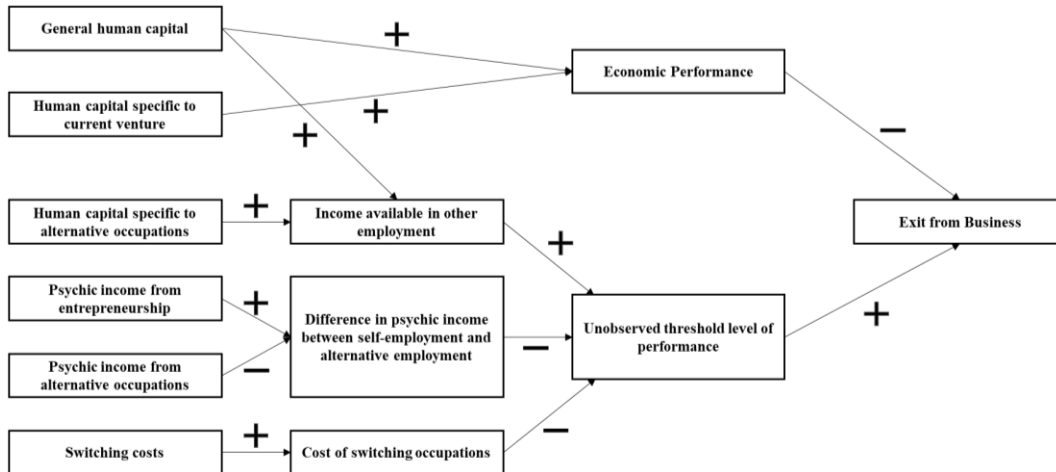 General human capital
+
Economic Performance
Human capital specific to
current venture
+
+
−
Human capital specific to
alternative occupations
+
Income available in other
employment
+
Exit from Business
Psychic income from
entrepreneurship
+
Difference in psychic income
between self-employment and
alternative employment
−
Unobserved threshold level of
performance
+
Psychic income from
alternative occupations
−
Switching costs
+
Cost of switching occupations
−